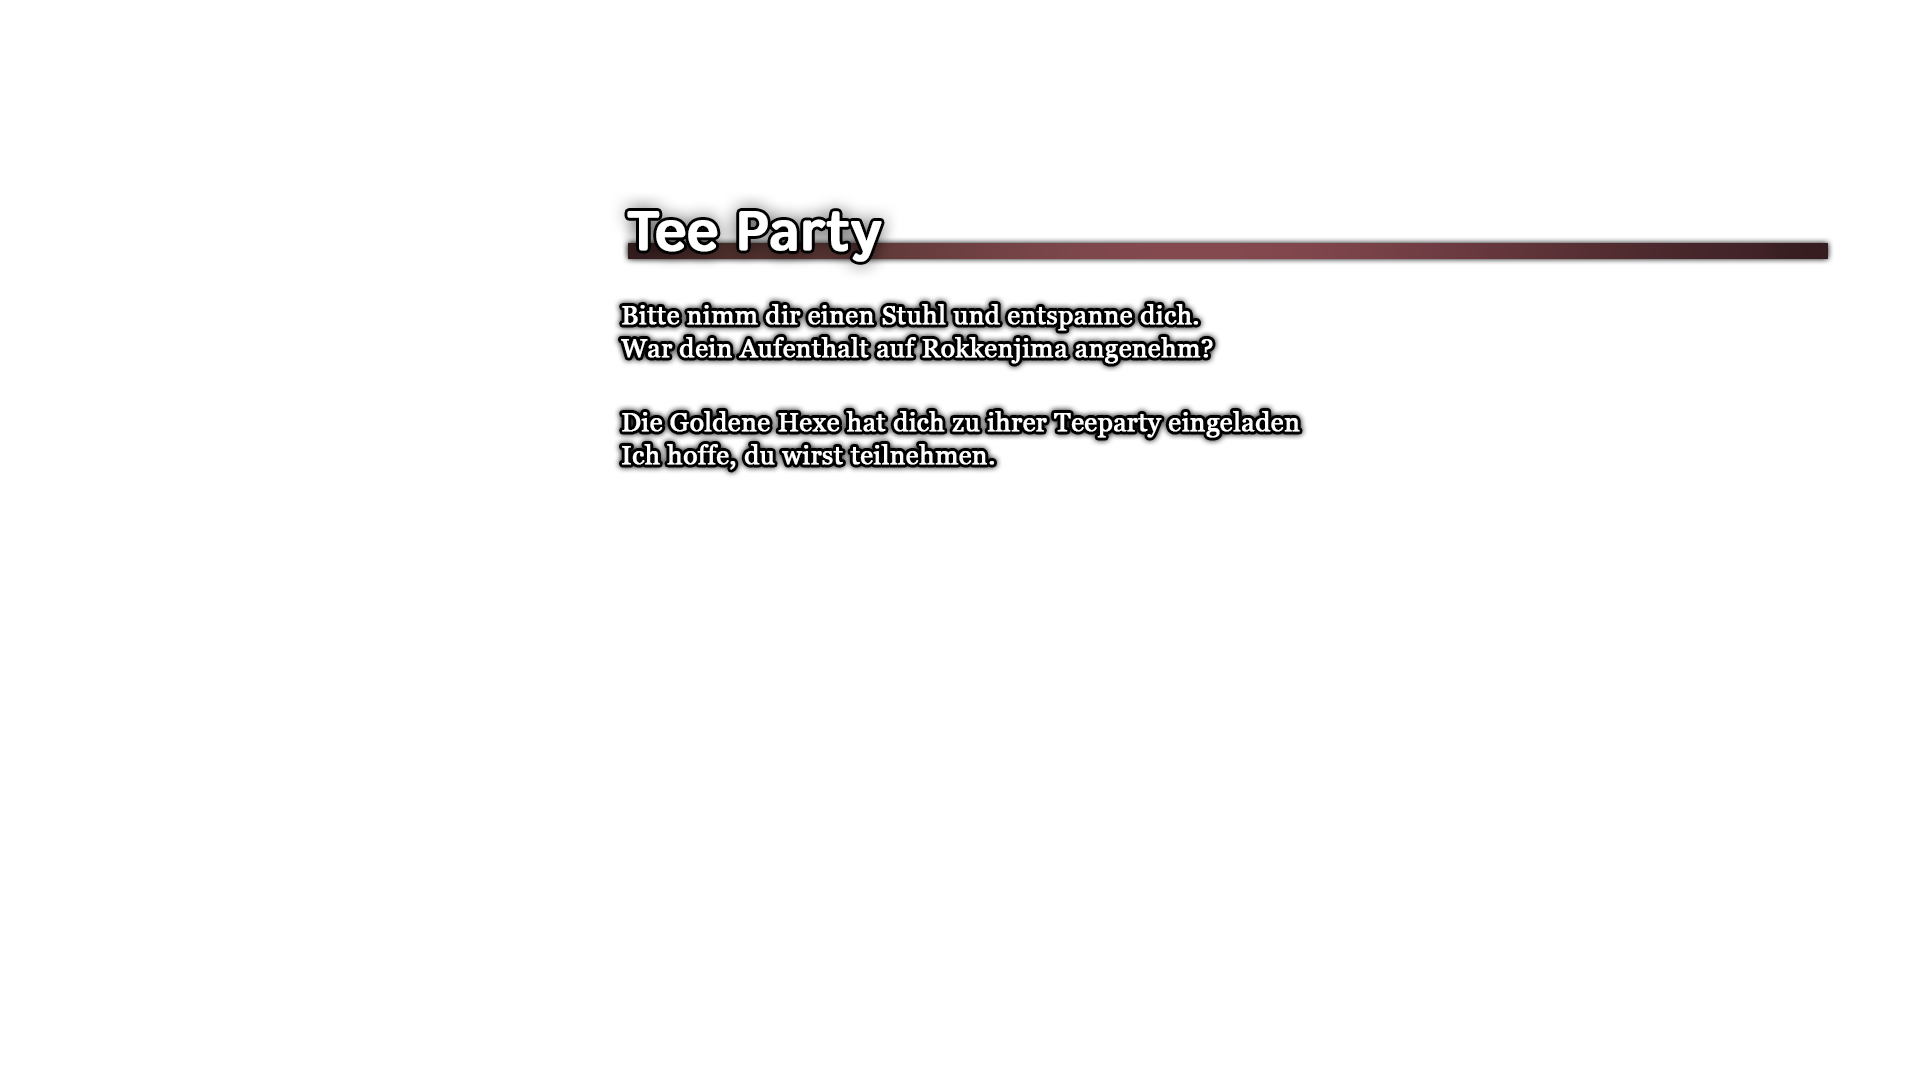 Tee Party
Bitte nimm dir einen Stuhl und entspanne dich.
War dein Aufenthalt auf Rokkenjima angenehm?
Die Goldene Hexe hat dich zu ihrer Teeparty eingeladen
Ich hoffe, du wirst teilnehmen.